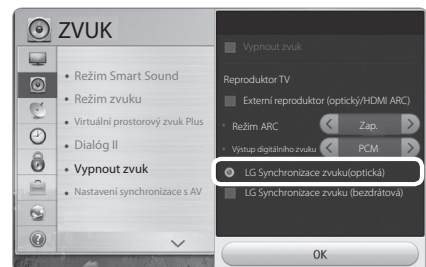 ZVUK
Režim Smart Sound
Režim zvuku
Virtuální prostorový zvuk Plus
Dialóg II
Vypnout zvuk
Nastavení synchronizace s AV
Vypnout zvuk
Reproduktor TV
Externí reproduktor (optický/HDMI ARC)
Režim ARC Zap.
Výstup digitálního zvuku PCM
LG Synchronizace zvuku(optická)
LG Synchronizace zvuku (bezdrátová)
OK